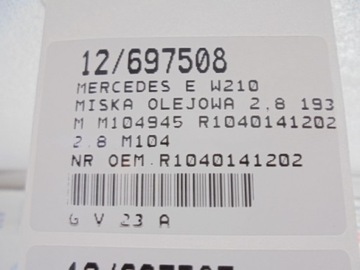 12/697508
MERCEDES E W210
MISKA OLEJOWA 2,8 193
M M104945 R1040141202
2.8 M104
NR OEM.R1040141202
G V 23 A